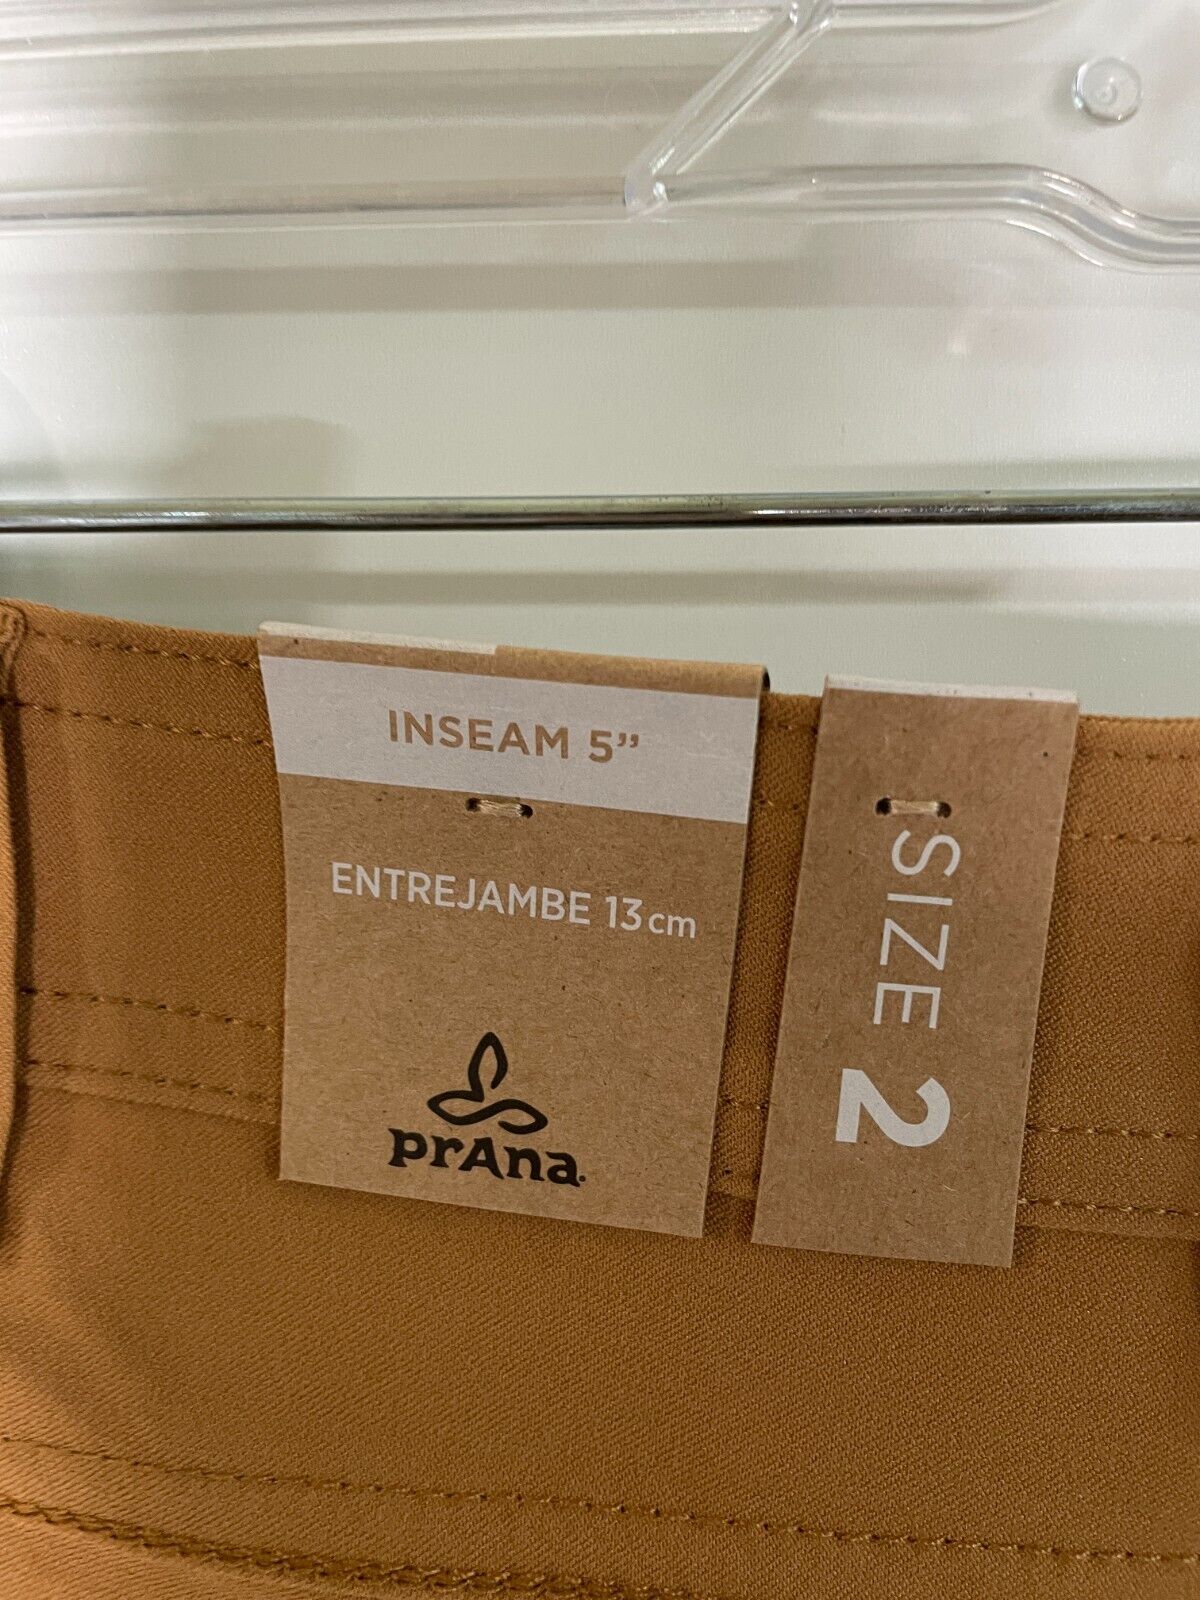 INSEAM 5”
ENTREJAMBE 13 cm
prAna
SIZE 2